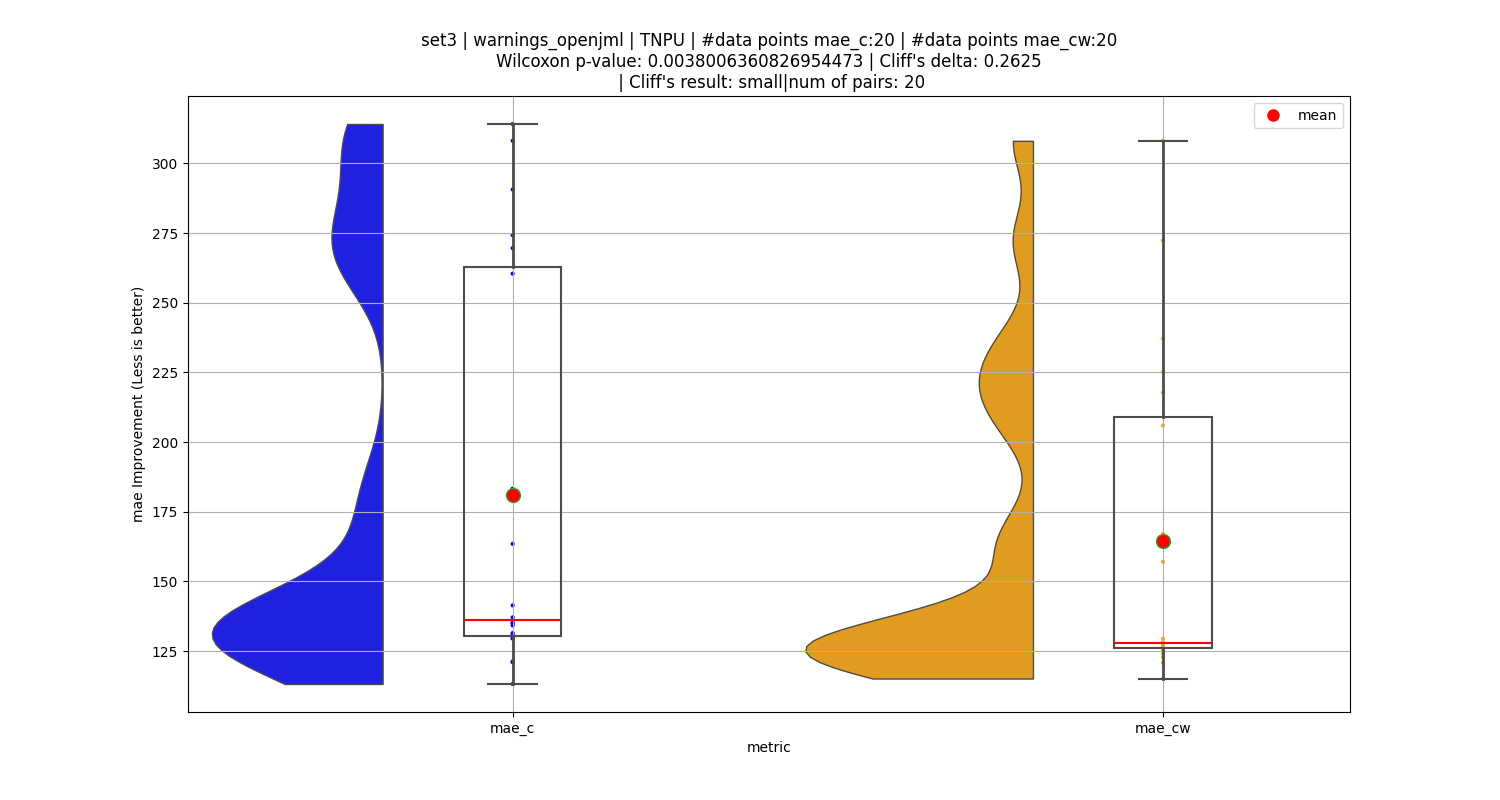 set3 | warnings_openjml | TNPU | #data points mae_c:20 | #data points mae_cw:20
Wilcoxon p-value: 0.0038006360826954473 | Cliff's delta: 0.2625
| Cliff's result: small|num of pairs: 20
mean
300
275
250
225
200
175
150
125
mae Improvement (Less is better)
mae_c
mae_cw
metric